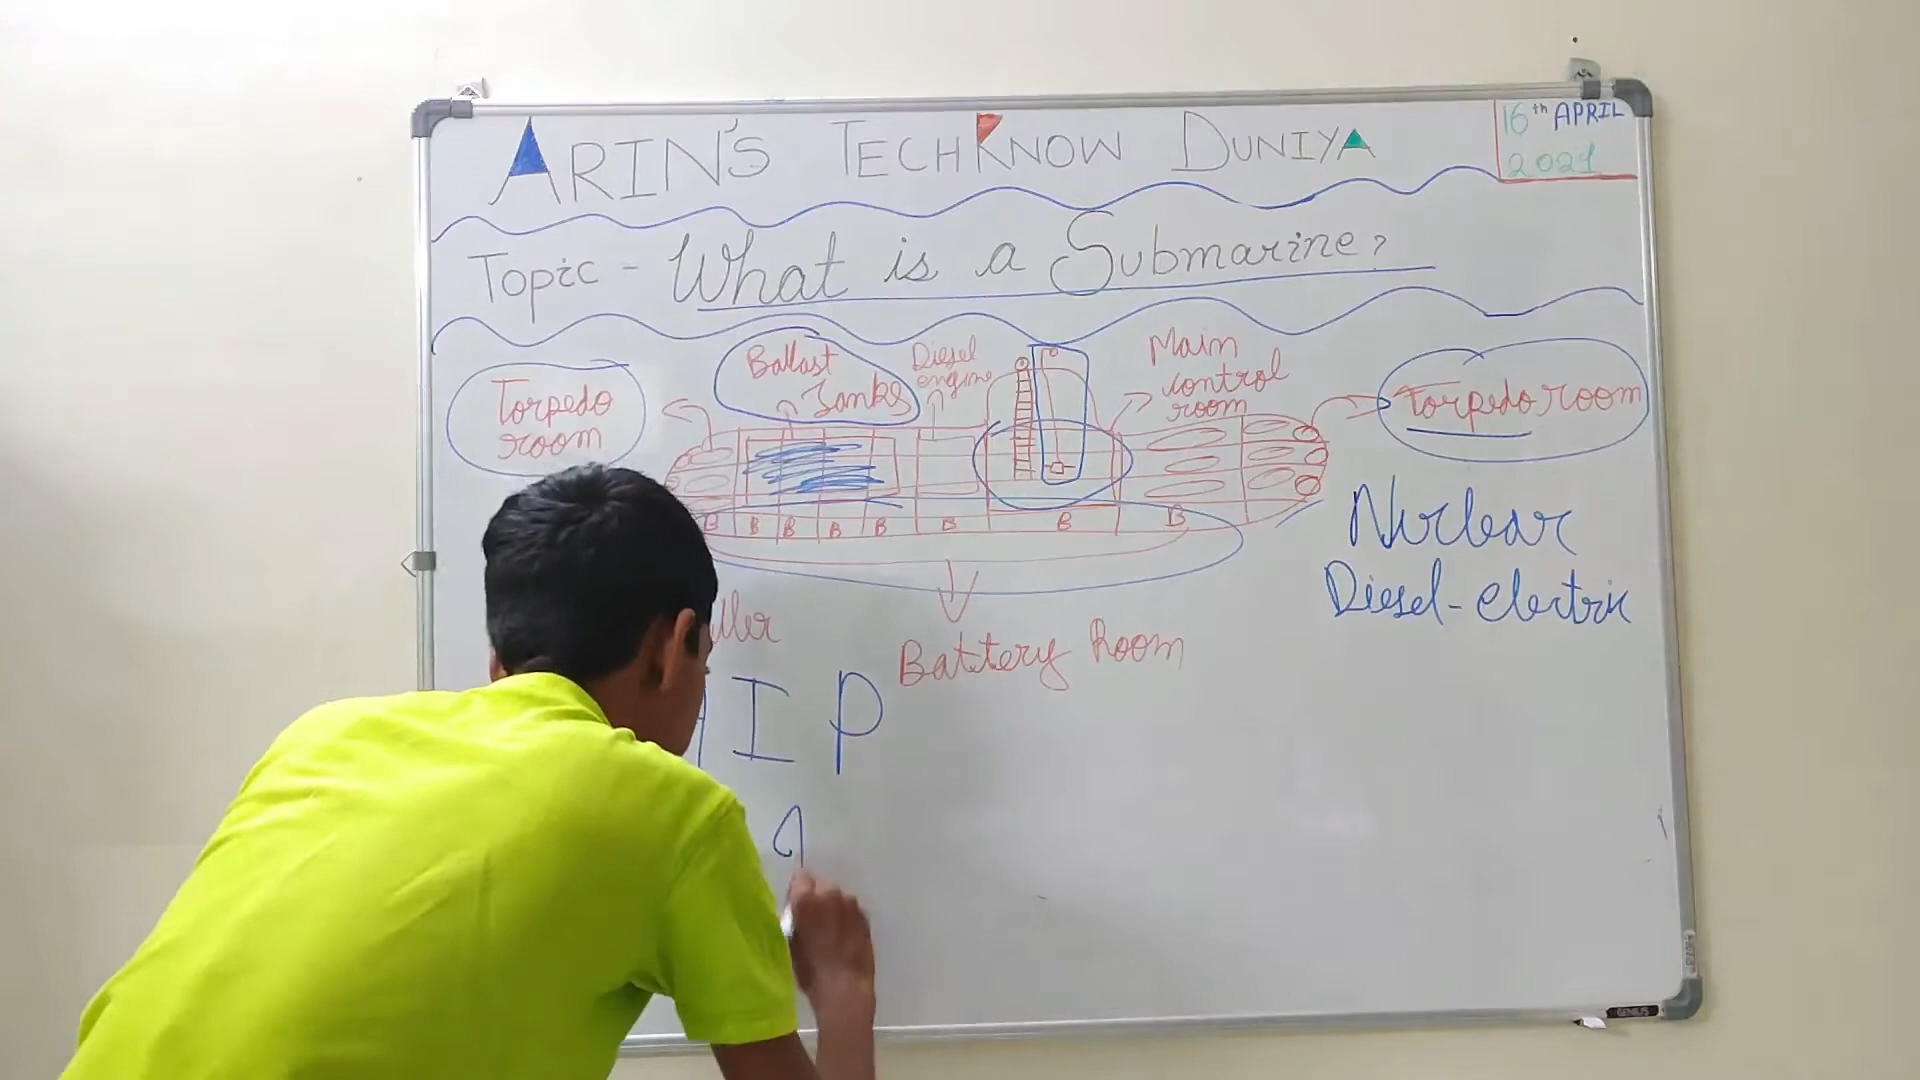 ARIN'S TECHKNOW DUNIYA
16th APRIL
2021
Topic - What is a Submarine?
Torpedo
room
Ballast
Tanks
Diesel
engine
Main
control
room
Torpedo room
B B B B B B B B
Nuclear
Diesel-electric
Battery Room
I P
GENIUS